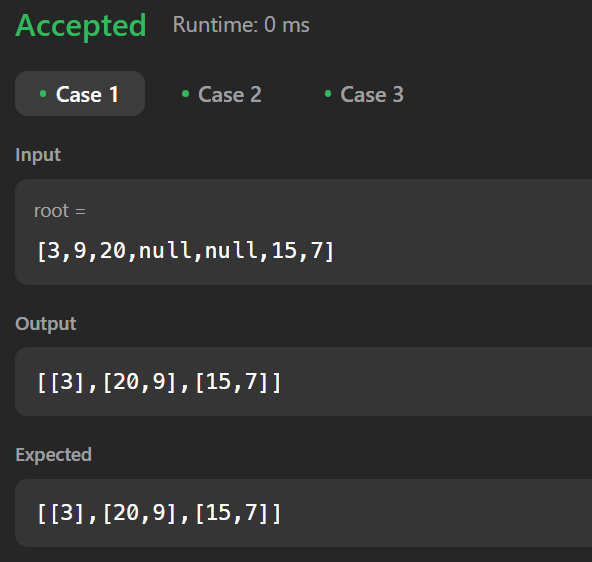 Accepted Runtime: 0 ms
• Case 1 • Case 2 • Case 3
Input
root =
[3,9,20,null,null,15,7]
Output
[[3],[20,9],[15,7]]
Expected
[[3],[20,9],[15,7]]